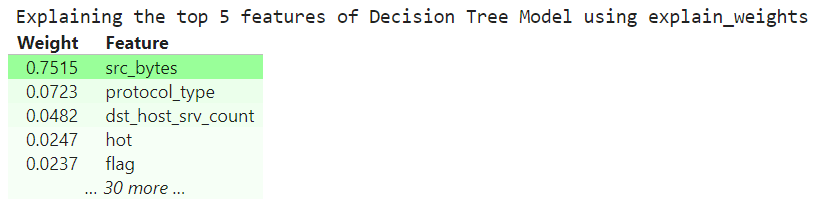 Explaining the top 5 features of Decision Tree Model using explain_weights
Weight Feature
0.7515 src_bytes
0.0723 protocol_type
0.0482 dst_host_srv_count
0.0247 hot
0.0237 flag
... 30 more ...